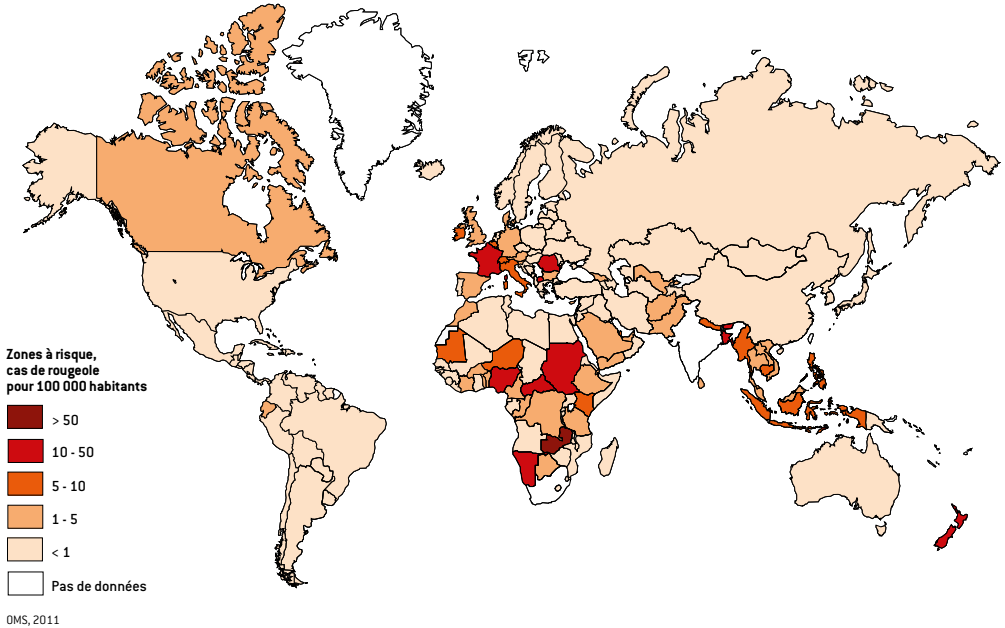 Zones à risque,
cas de rougeole
pour 100 000 habitants
> 50
10 - 50
5 - 10
1 - 5
< 1
Pas de données
OMS, 2011